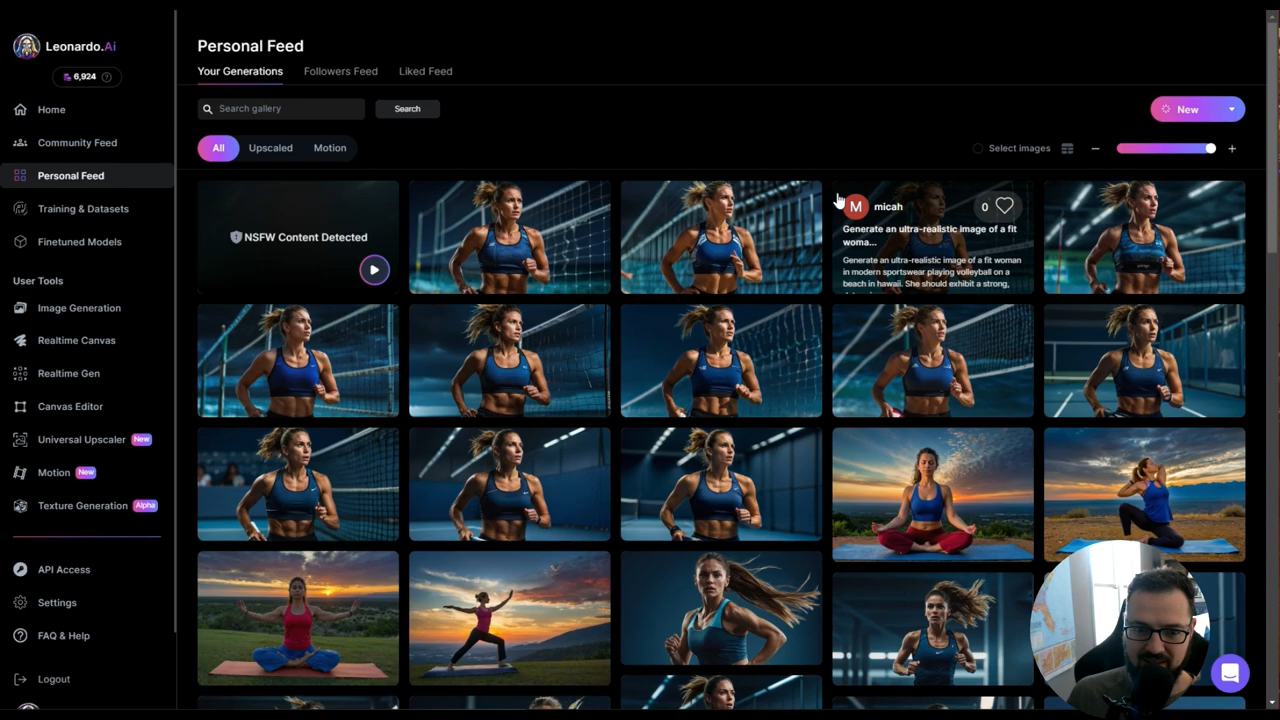 Leonardo.Ai
6,924
Home
Community Feed
Personal Feed
Training & Datasets
Finetuned Models
User Tools
Image Generation
Realtime Canvas
Realtime Gen
Canvas Editor
Universal Upscaler New
Motion New
Texture Generation Alpha
API Access
Settings
FAQ & Help
Logout
Personal Feed
Your Generations Followers Feed Liked Feed
Search gallery Search
New
All Upscaled Motion
Select images
NSFW Content Detected
M micah 0
Generate an ultra-realistic image of a fit
woma...
Generate an ultra-realistic image of a fit woman
in modern sportswear playing volleyball on a
beach in hawaii. She should exhibit a strong,